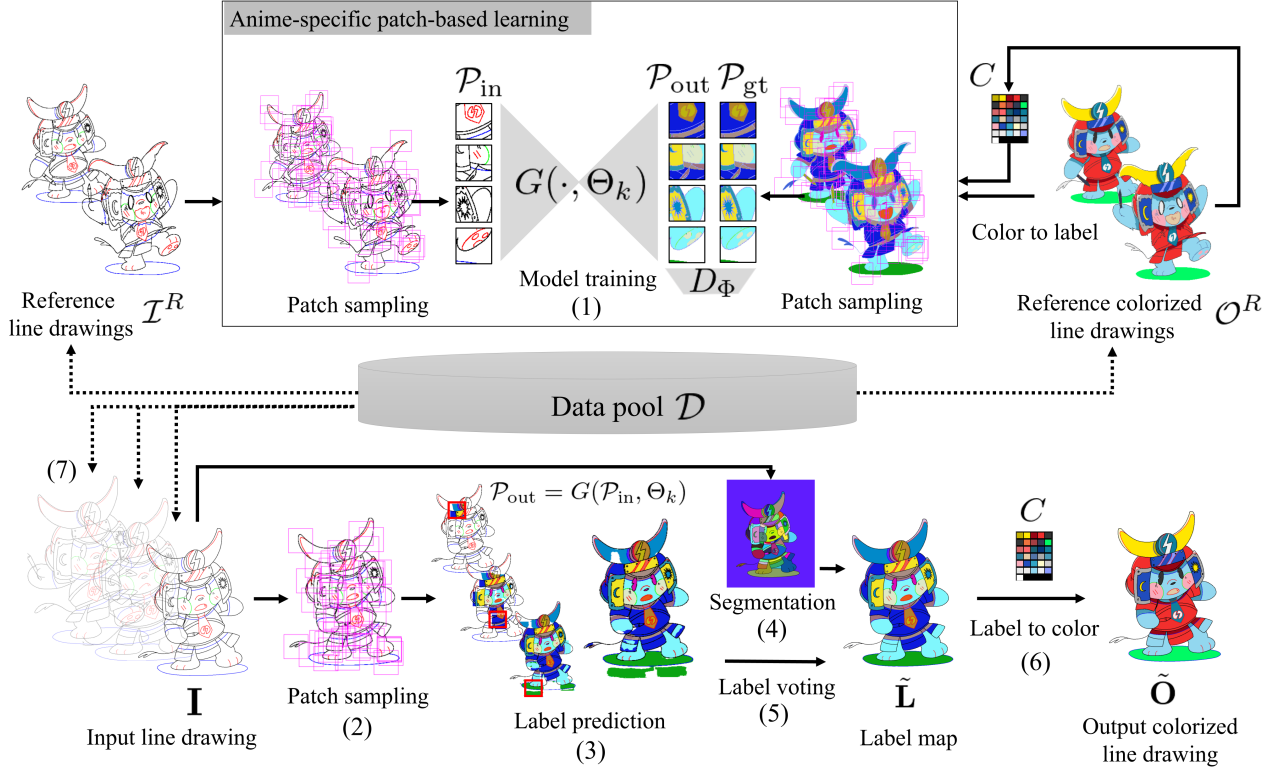 Anime-specific patch-based learning
𝒫in
𝒫out 𝒫gt
C
G(·, Θk)
DΦ
Model training
(1)
Patch sampling
Patch sampling
Color to label
Reference
line drawings ℐᴿ
Reference colorized
line drawings 𝒪ᴿ
Data pool 𝒟
(7)
𝒫out = G(𝒫in, Θk)
C
Segmentation
(4)
Label to color
(6)
I
Input line drawing
Patch sampling
(2)
Label prediction
(3)
Label voting
(5)
L̃
Label map
Õ
Output colorized
line drawing